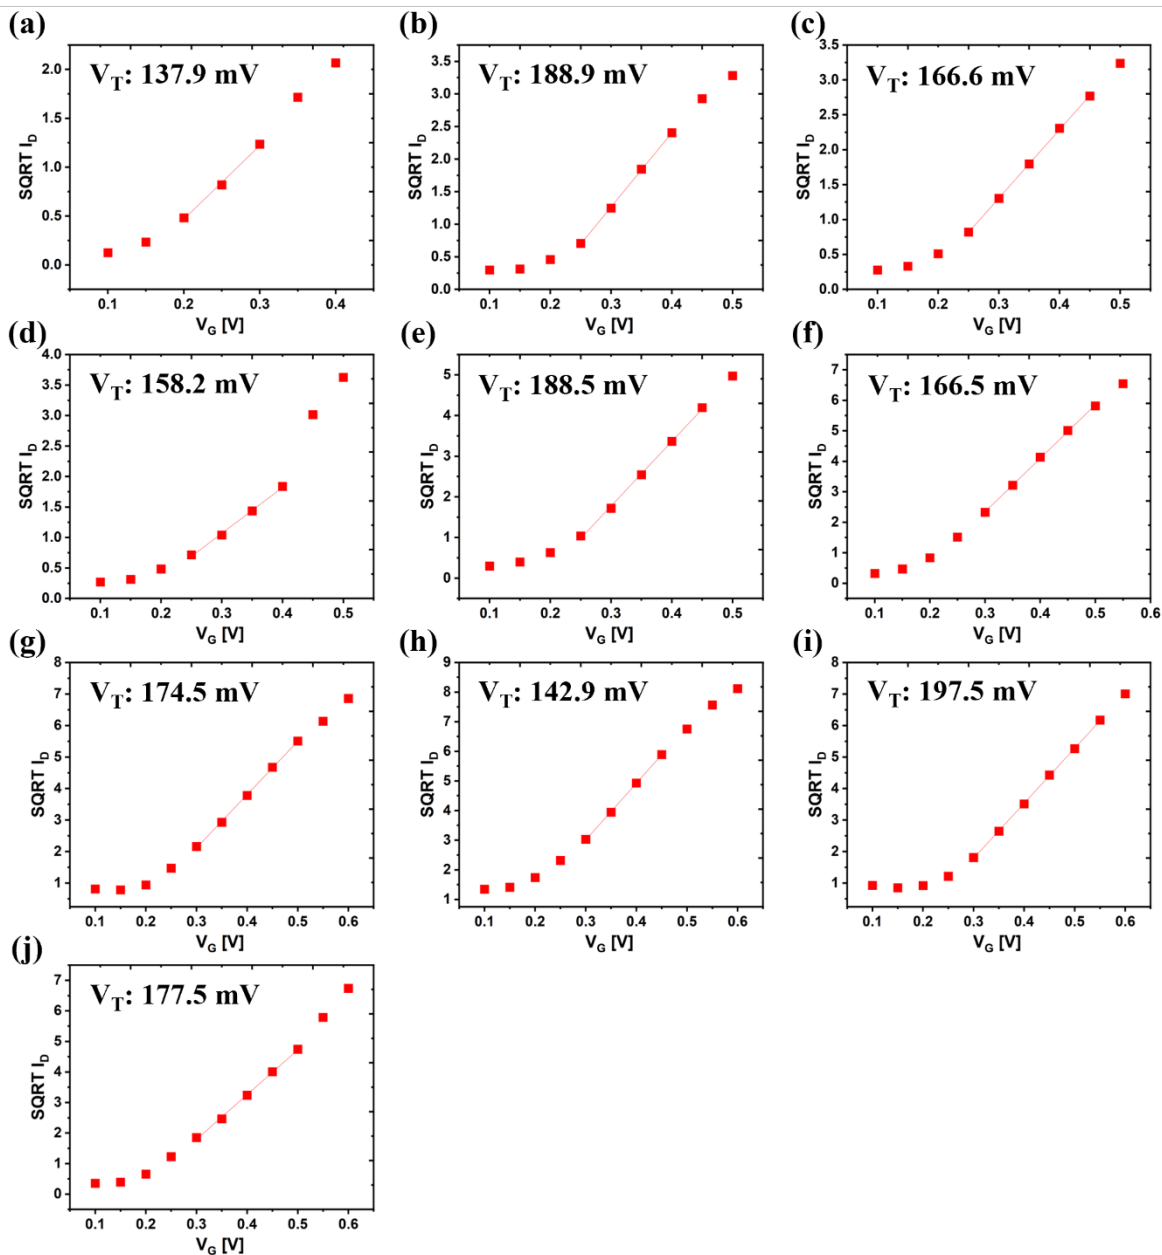 (a)
V_T: 137.9 mV
SQRT I_D
2.0
1.5
1.0
0.5
0.0
0.1 0.2 0.3 0.4
V_G [V]
(b)
V_T: 188.9 mV
SQRT I_D
3.5
3.0
2.5
2.0
1.5
1.0
0.5
0.0
0.1 0.2 0.3 0.4 0.5
V_G [V]
(c)
V_T: 166.6 mV
SQRT I_D
3.5
3.0
2.5
2.0
1.5
1.0
0.5
0.0
0.1 0.2 0.3 0.4 0.5
V_G [V]
(d)
V_T: 158.2 mV
SQRT I_D
4.0
3.5
3.0
2.5
2.0
1.5
1.0
0.5
0.0
0.1 0.2 0.3 0.4 0.5
V_G [V]
(e)
V_T: 188.5 mV
SQRT I_D
5
4
3
2
1
0
0.1 0.2 0.3 0.4 0.5
V_G [V]
(f)
V_T: 166.5 mV
SQRT I_D
7
6
5
4
3
2
1
0
0.1 0.2 0.3 0.4 0.5 0.6
V_G [V]
(g)
V_T: 174.5 mV
SQRT I_D
8
7
6
5
4
3
2
1
0.1 0.2 0.3 0.4 0.5 0.6
V_G [V]
(h)
V_T: 142.9 mV
SQRT I_D
9
8
7
6
5
4
3
2
1
0.1 0.2 0.3 0.4 0.5 0.6
V_G [V]
(i)
V_T: 197.5 mV
SQRT I_D
8
7
6
5
4
3
2
1
0.1 0.2 0.3 0.4 0.5 0.6
V_G [V]
(j)
V_T: 177.5 mV
SQRT I_D
7
6
5
4
3
2
1
0
0.1 0.2 0.3 0.4 0.5 0.6
V_G [V]